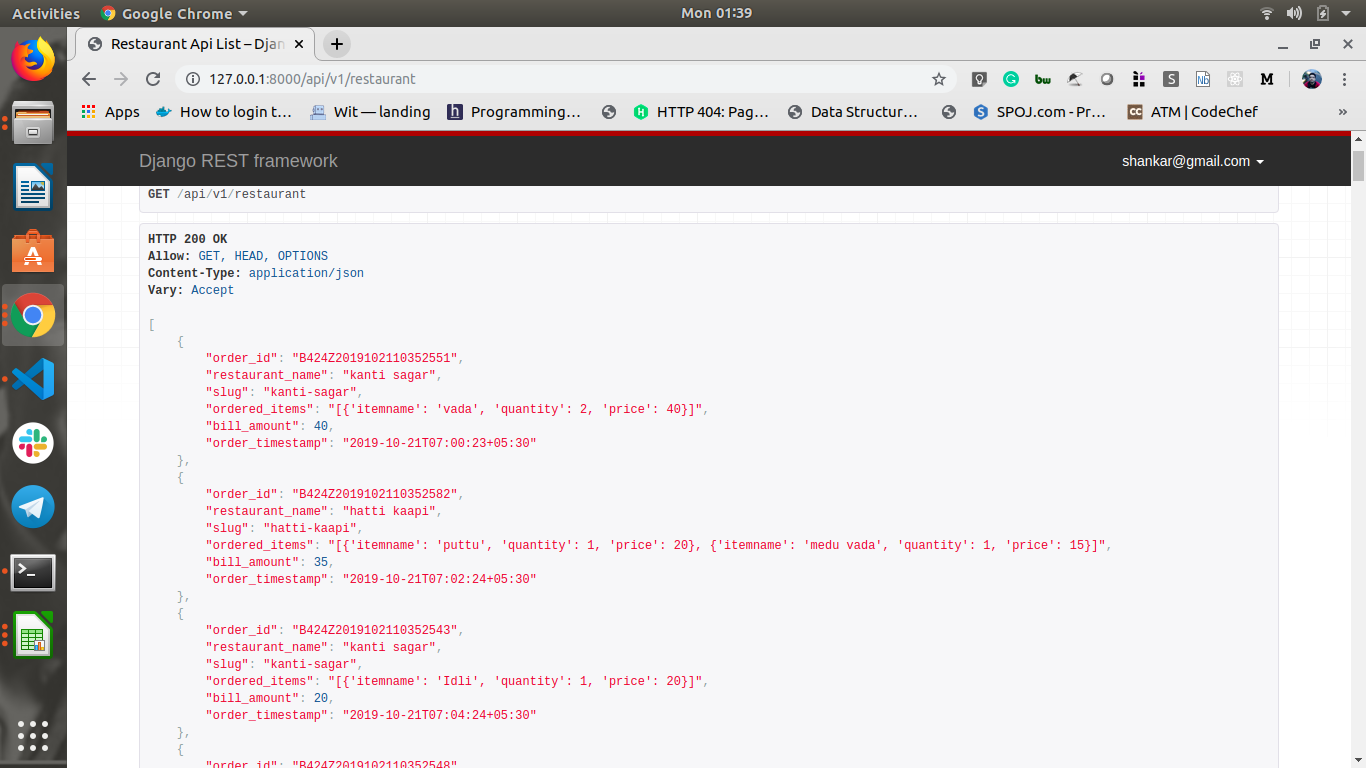 Activities Google Chrome Mon 01:39
Restaurant Api List – Djan
127.0.0.1:8000/api/v1/restaurant
Apps How to login t… Wit — landing Programming… HTTP 404: Pag… Data Structur… SPOJ.com - Pr… ATM | CodeChef »
Django REST framework shankar@gmail.com
GET /api/v1/restaurant
HTTP 200 OK
Allow: GET, HEAD, OPTIONS
Content-Type: application/json
Vary: Accept
[
    {
        "order_id": "B424Z2019102110352551",
        "restaurant_name": "kanti sagar",
        "slug": "kanti-sagar",
        "ordered_items": "[{'itemname': 'vada', 'quantity': 2, 'price': 40}]",
        "bill_amount": 40,
        "order_timestamp": "2019-10-21T07:00:23+05:30"
    },
    {
        "order_id": "B424Z2019102110352582",
        "restaurant_name": "hatti kaapi",
        "slug": "hatti-kaapi",
        "ordered_items": "[{'itemname': 'puttu', 'quantity': 1, 'price': 20}, {'itemname': 'medu vada', 'quantity': 1, 'price': 15}]",
        "bill_amount": 35,
        "order_timestamp": "2019-10-21T07:02:24+05:30"
    },
    {
        "order_id": "B424Z2019102110352543",
        "restaurant_name": "kanti sagar",
        "slug": "kanti-sagar",
        "ordered_items": "[{'itemname': 'Idli', 'quantity': 1, 'price': 20}]",
        "bill_amount": 20,
        "order_timestamp": "2019-10-21T07:04:24+05:30"
    },
    {
        "order_id": "B424Z2019102110352548"